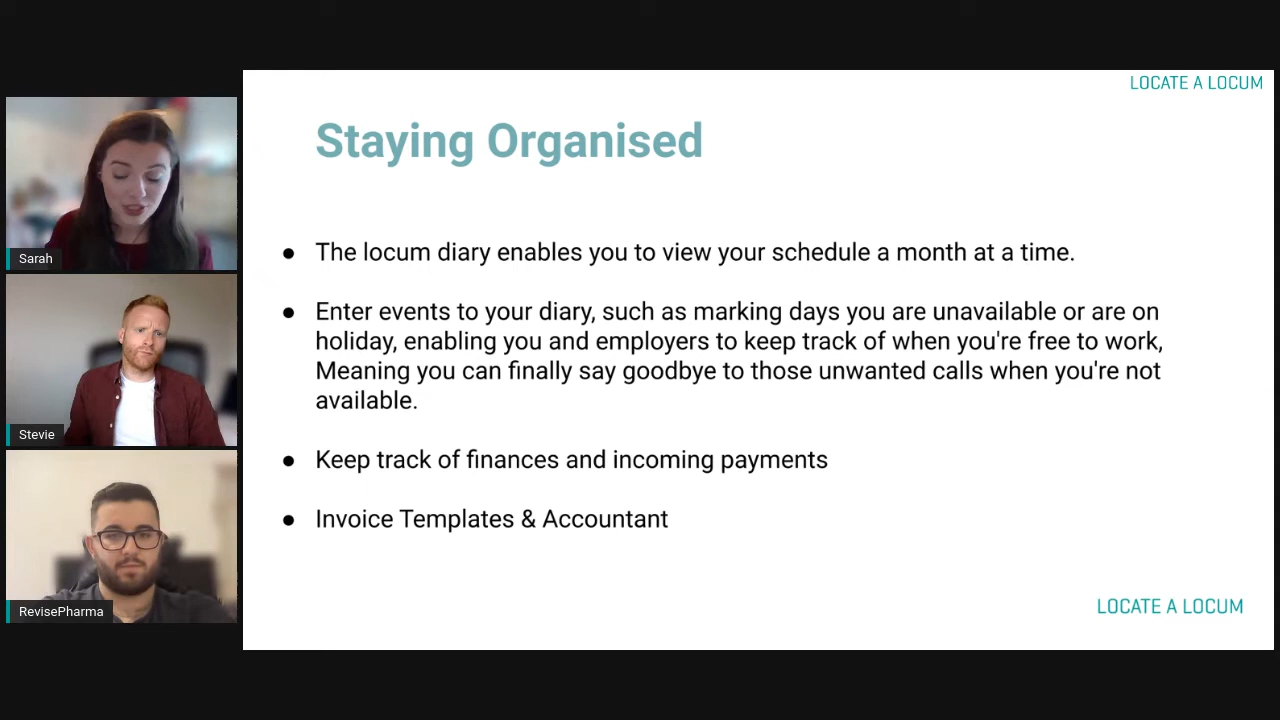 LOCATE A LOCUM
Staying Organised
● The locum diary enables you to view your schedule a month at a time.
● Enter events to your diary, such as marking days you are unavailable or are on
holiday, enabling you and employers to keep track of when you're free to work,
Meaning you can finally say goodbye to those unwanted calls when you're not
available.
● Keep track of finances and incoming payments
● Invoice Templates & Accountant
LOCATE A LOCUM
Sarah
Stevie
RevisePharma